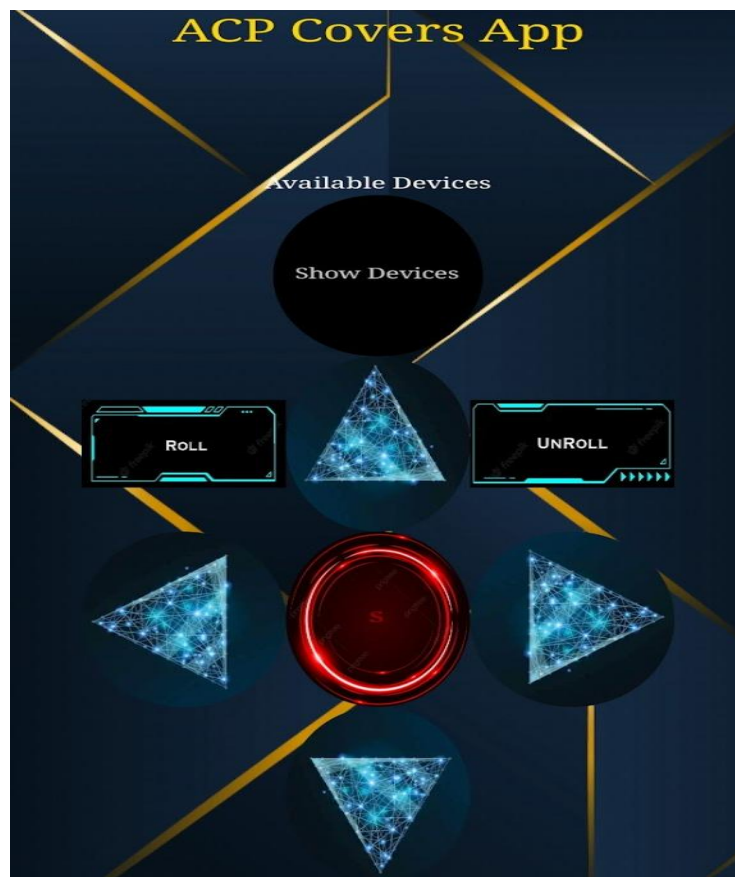 ACP Covers App
Available Devices
Show Devices
Roll
UnRoll
S